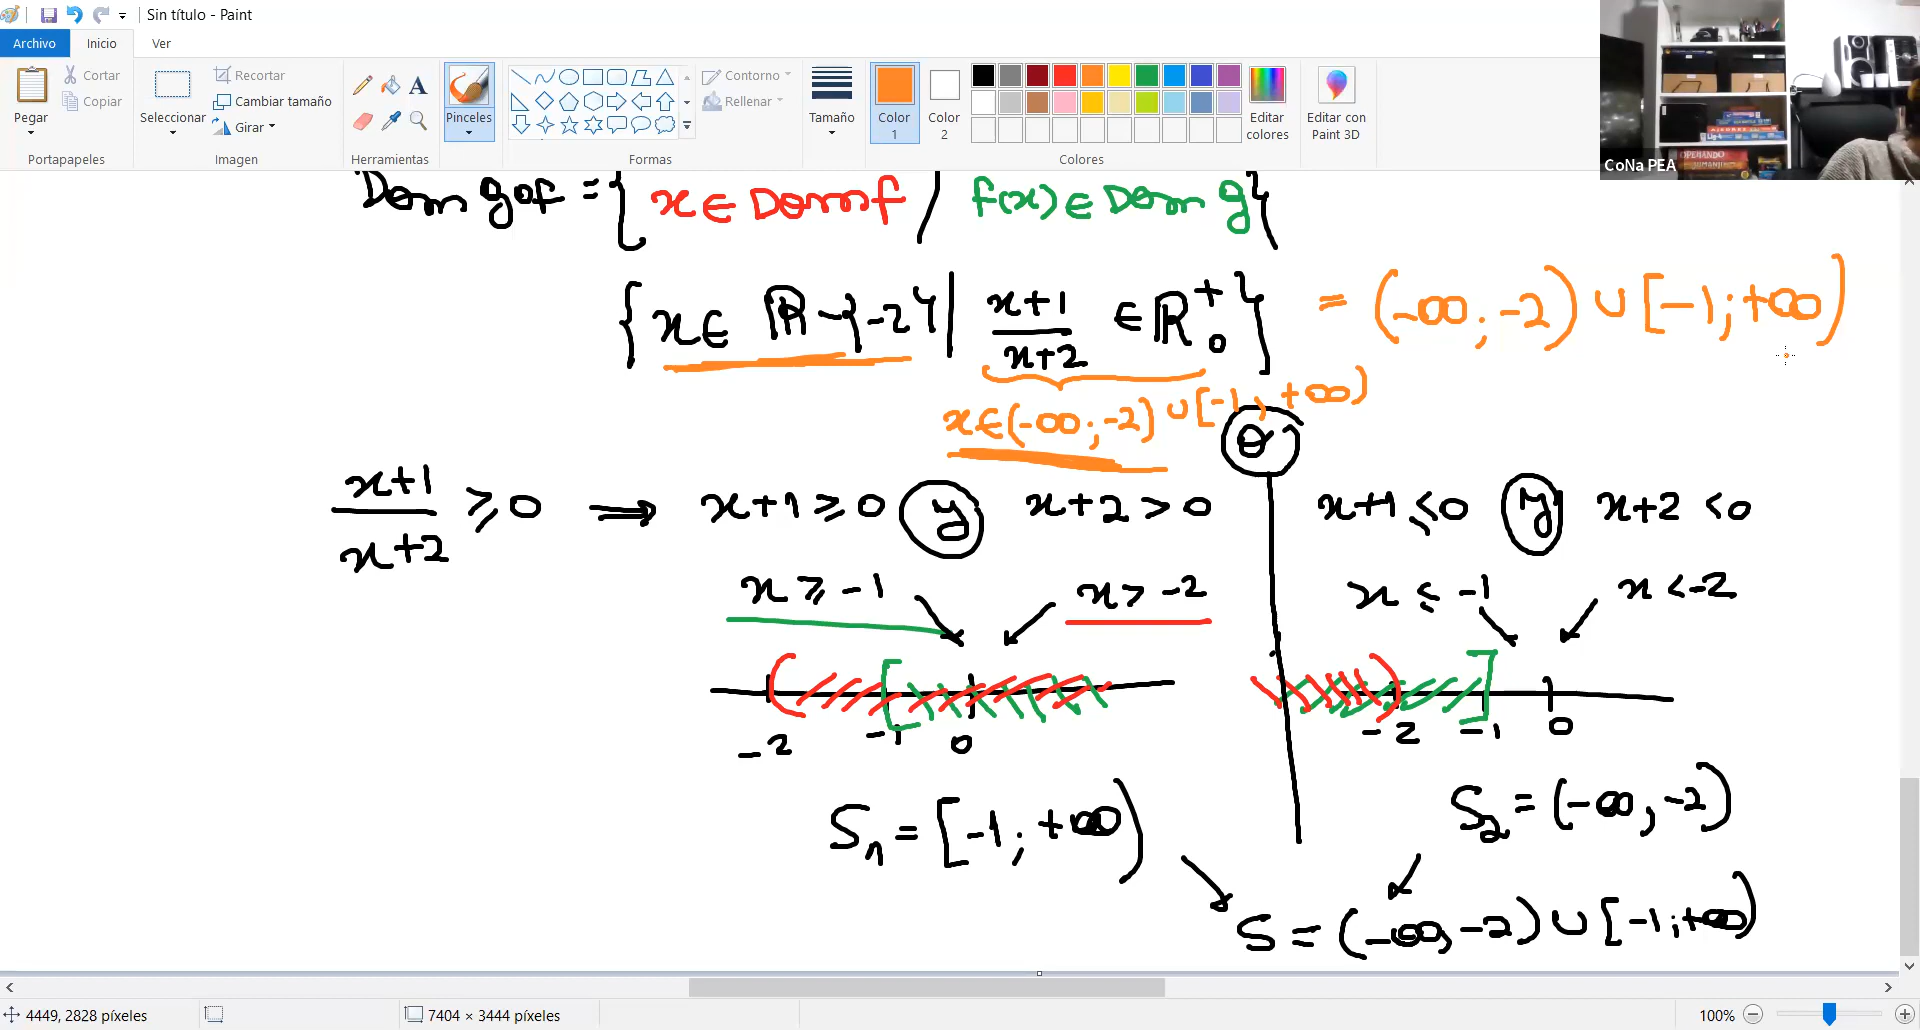 Sin título - Paint
Archivo Inicio Ver
Pegar
Cortar
Copiar
Portapapeles
Seleccionar
Recortar
Cambiar tamaño
Girar
Imagen
Herramientas
Pinceles
Contorno
Rellenar
Formas
Tamaño
Color 1
Color 2
Editar colores
Editar con Paint 3D
Colores
CoNa PEA
Dom gof = { x ∈ Dom f / f(x) ∈ Dom g }
{ x ∈ ℝ - {-2} | (x+1)/(x+2) ∈ ℝ₀⁺ } = (-∞; -2) ∪ [-1; +∞)
x ∈ (-∞; -2) ∪ [-1; +∞)
o
(x+1)/(x+2) ≥ 0 ⇒ x+1 ≥ 0 y x+2 > 0
x+1 ≤ 0 y x+2 < 0
x ≥ -1 x > -2
x ≤ -1 x < -2
-2 -1 0
-2 -1 0
S₁ = [-1; +∞)
S₂ = (-∞; -2)
S = (-∞; -2) ∪ [-1; +∞)
4449, 2828 píxeles
7404 × 3444 píxeles
100%